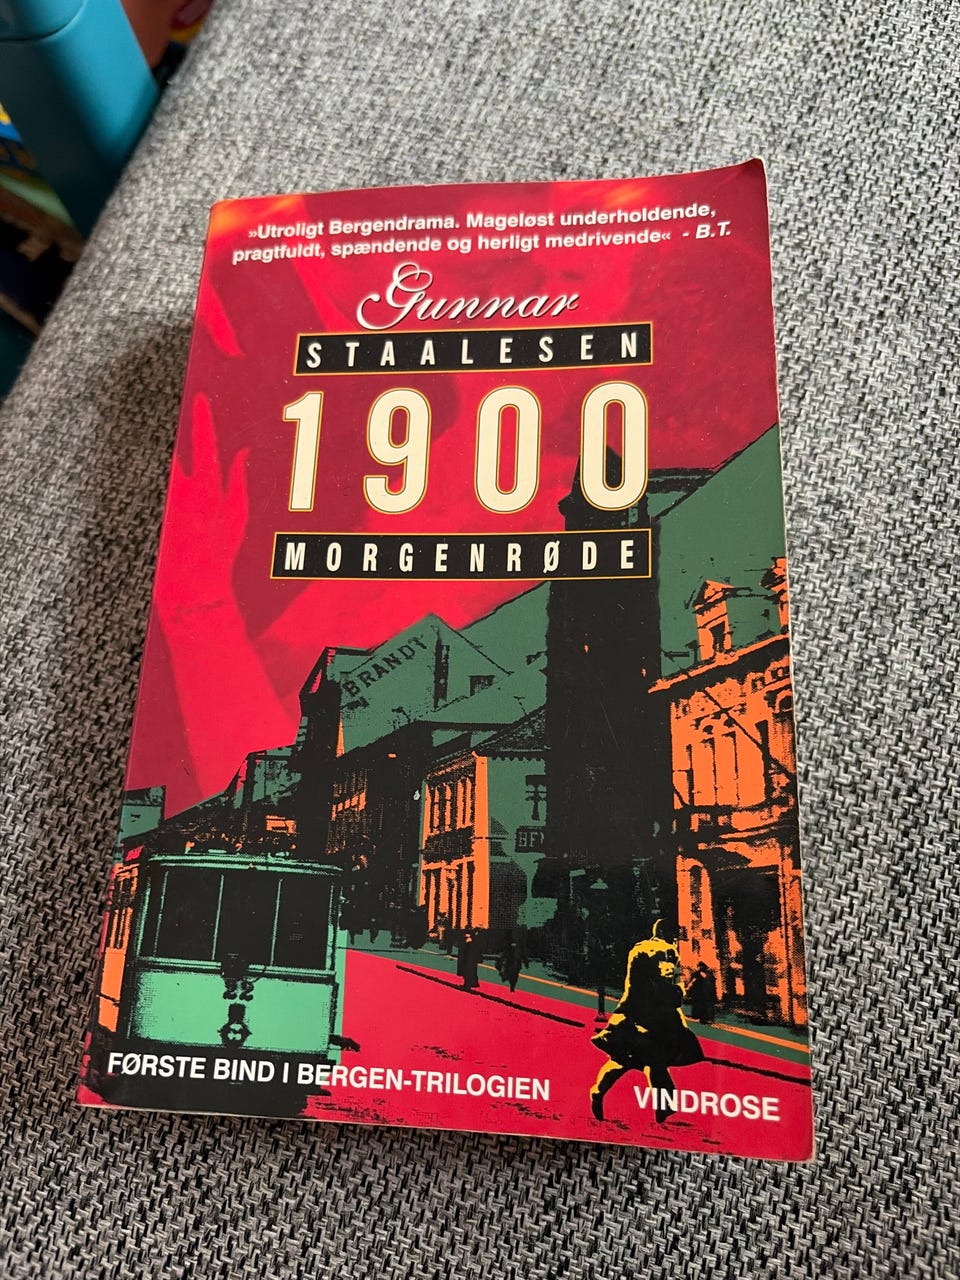 »Utroligt Bergendrama. Mageløst underholdende,
pragtfuldt, spændende og herligt medrivende« - B.T.
Gunnar
STAALESEN
1900
MORGENRØDE
BRANDT
FØRSTE BIND I BERGEN-TRILOGIEN
VINDROSE